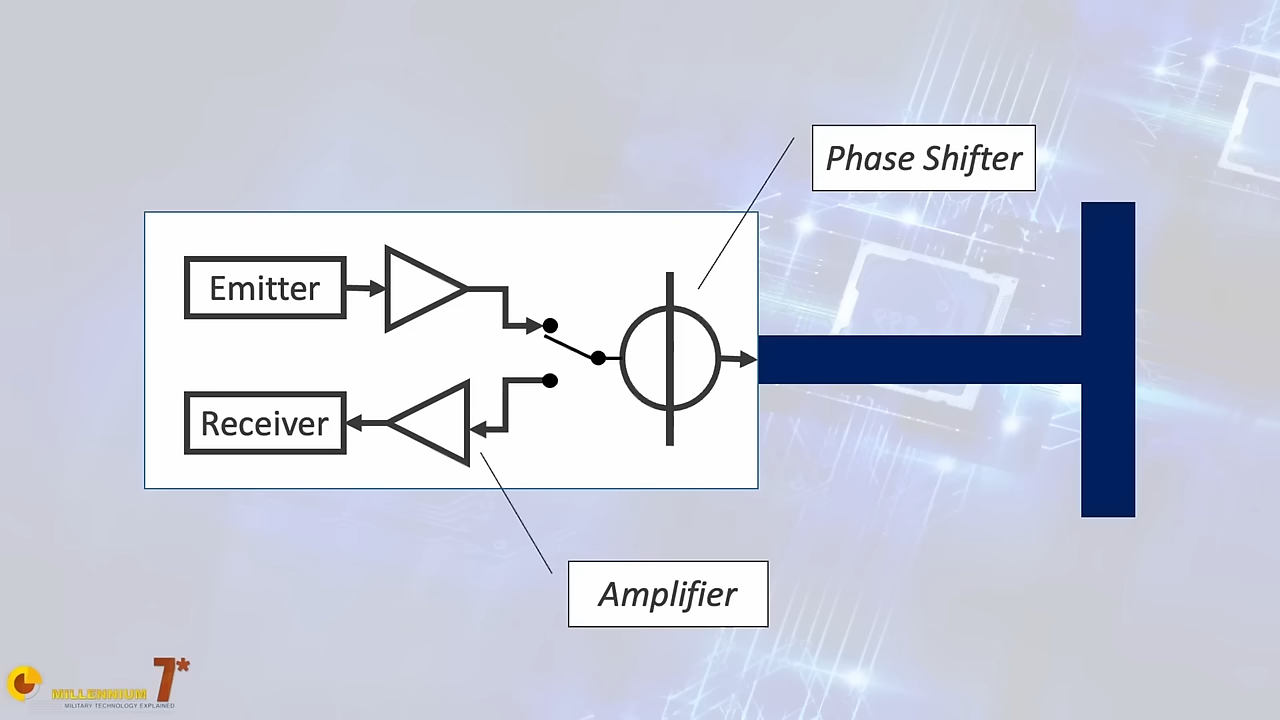 Phase Shifter
Emitter
Receiver
Amplifier
7*
MILLENNIUM
MILITARY TECHNOLOGY EXPLAINED